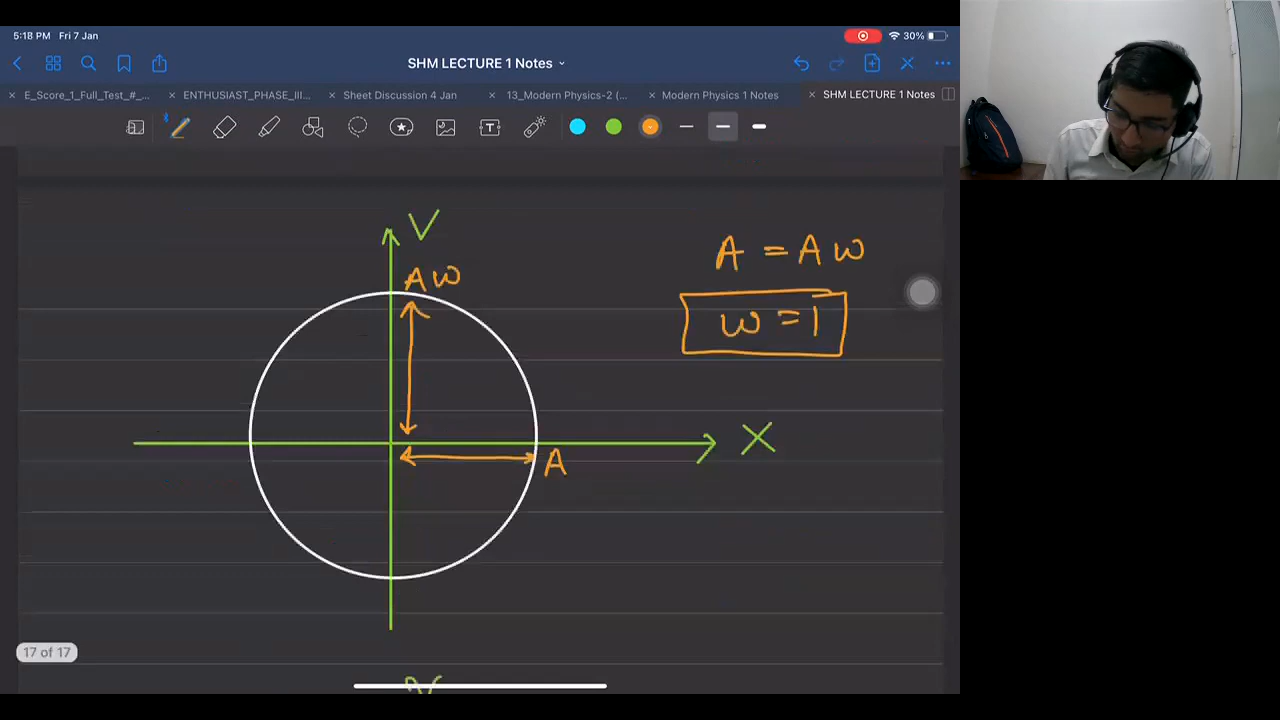 5:18 PM Fri 7 Jan
30%
SHM LECTURE 1 Notes
E_Score_1_Full_Test_#_...
ENTHUSIAST_PHASE_III...
Sheet Discussion 4 Jan
13_Modern Physics-2 (...
Modern Physics 1 Notes
SHM LECTURE 1 Notes
V
Aω
A = Aω
ω = 1
X
A
17 of 17